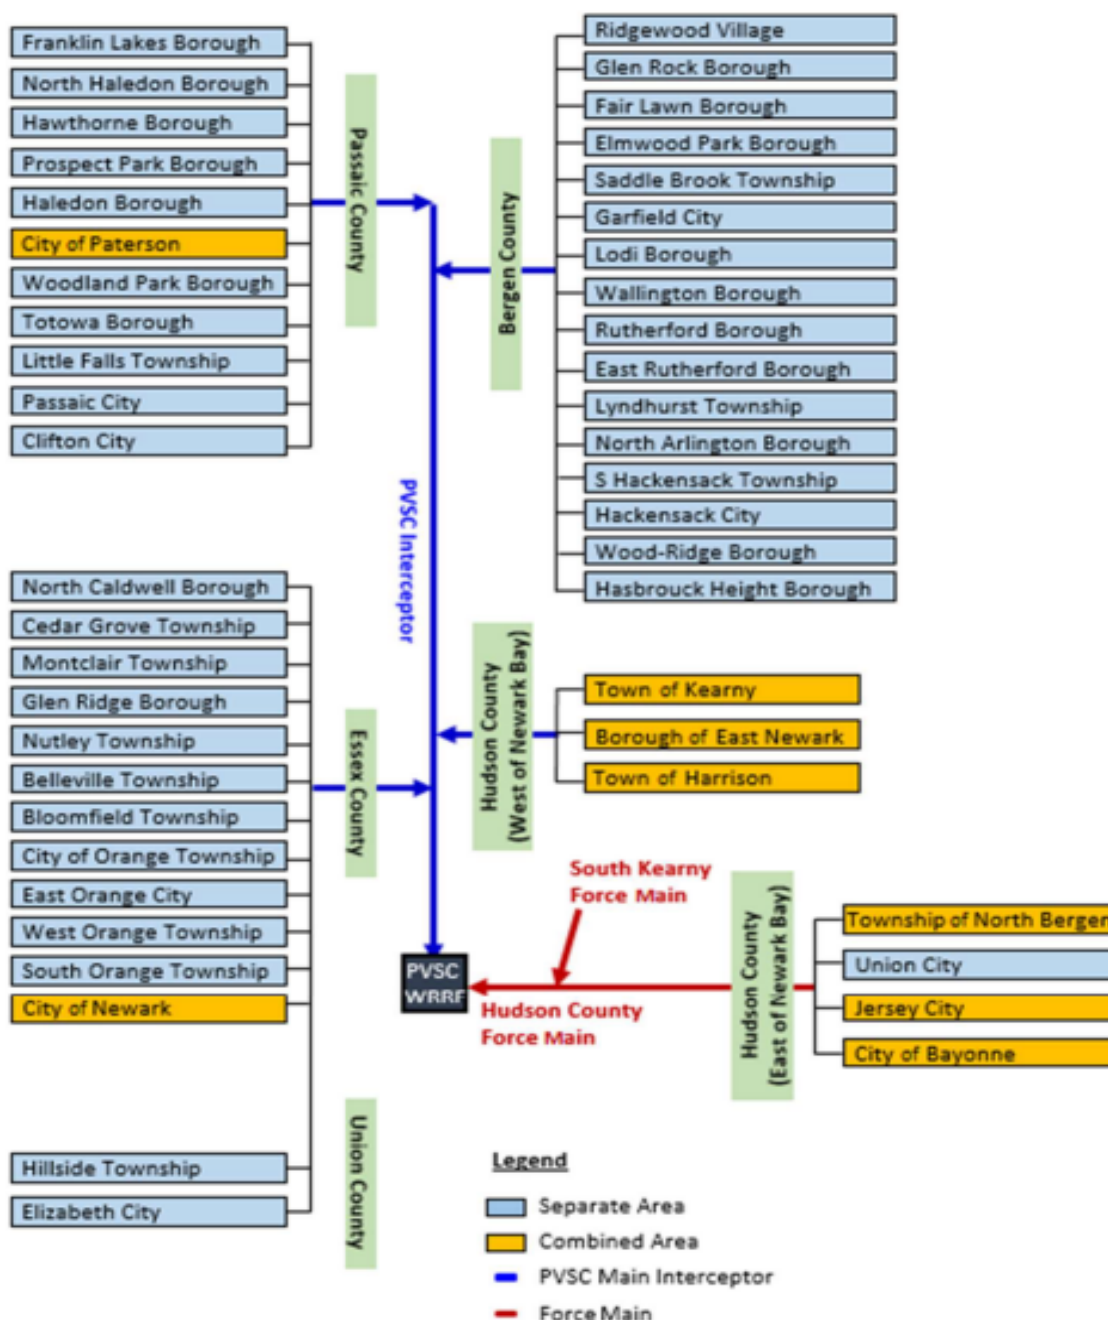 Franklin Lakes Borough
North Haledon Borough
Hawthorne Borough
Prospect Park Borough
Haledon Borough
City of Paterson
Woodland Park Borough
Totowa Borough
Little Falls Township
Passaic City
Clifton City
Passaic County
Ridgewood Village
Glen Rock Borough
Fair Lawn Borough
Elmwood Park Borough
Saddle Brook Township
Garfield City
Lodi Borough
Wallington Borough
Rutherford Borough
East Rutherford Borough
Lyndhurst Township
North Arlington Borough
S Hackensack Township
Hackensack City
Wood-Ridge Borough
Hasbrouck Height Borough
Bergen County
PVSC Interceptor
North Caldwell Borough
Cedar Grove Township
Montclair Township
Glen Ridge Borough
Nutley Township
Belleville Township
Bloomfield Township
City of Orange Township
East Orange City
West Orange Township
South Orange Township
City of Newark
Essex County
Hudson County
(West of Newark Bay)
Town of Kearny
Borough of East Newark
Town of Harrison
South Kearny
Force Main
PVSC
WRRF
Hudson County
Force Main
Hudson County
(East of Newark Bay)
Township of North Bergen
Union City
Jersey City
City of Bayonne
Hillside Township
Elizabeth City
Union County
Legend
Separate Area
Combined Area
PVSC Main Interceptor
Force Main